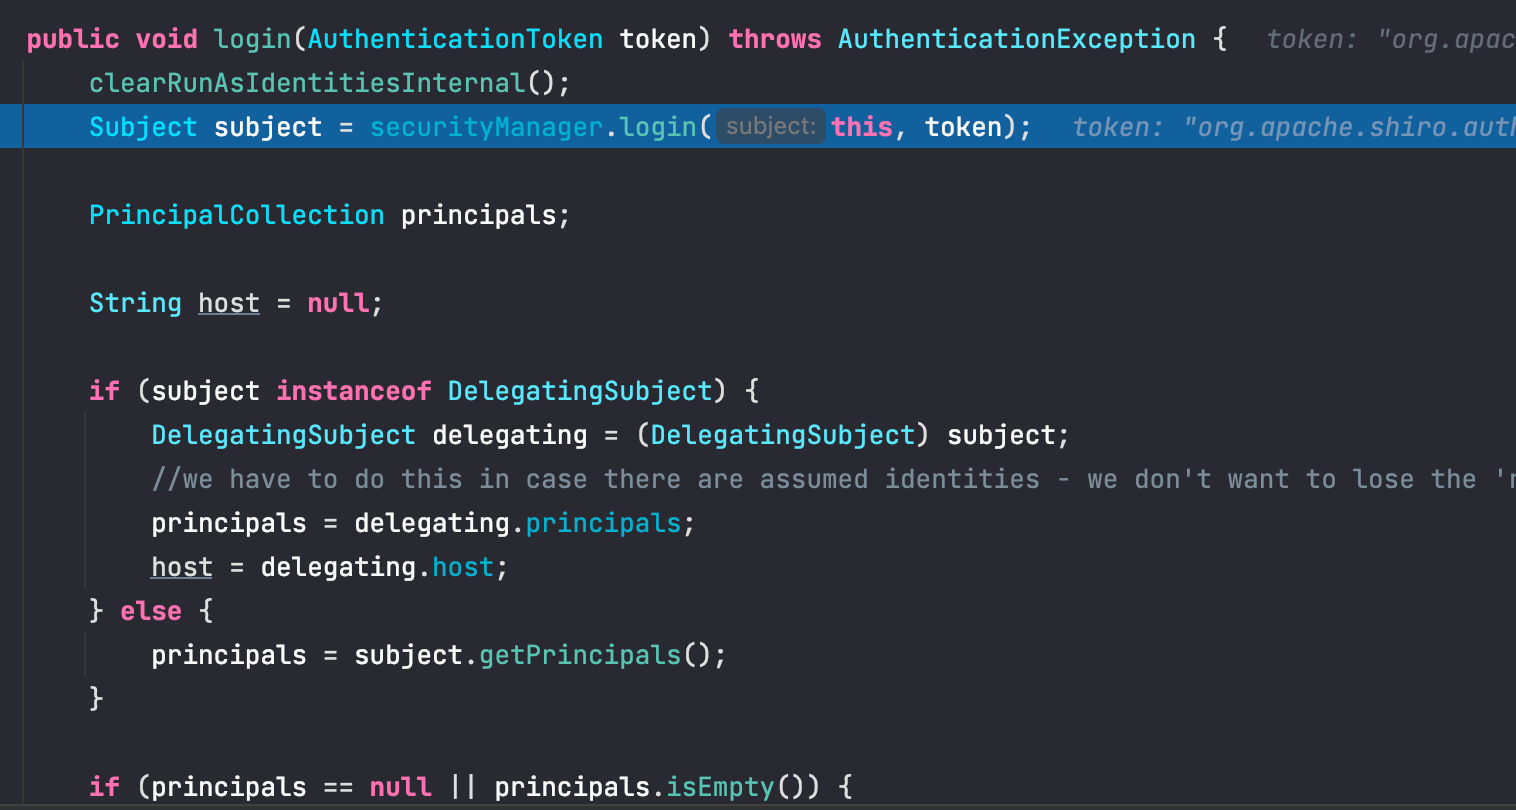 public void login(AuthenticationToken token) throws AuthenticationException { token: "org.apac
clearRunAsIdentitiesInternal();
Subject subject = securityManager.login( subject: this, token); token: "org.apache.shiro.aut
PrincipalCollection principals;
String host = null;
if (subject instanceof DelegatingSubject) {
DelegatingSubject delegating = (DelegatingSubject) subject;
//we have to do this in case there are assumed identities - we don't want to lose the '
principals = delegating.principals;
host = delegating.host;
} else {
principals = subject.getPrincipals();
}
if (principals == null || principals.isEmpty()) {